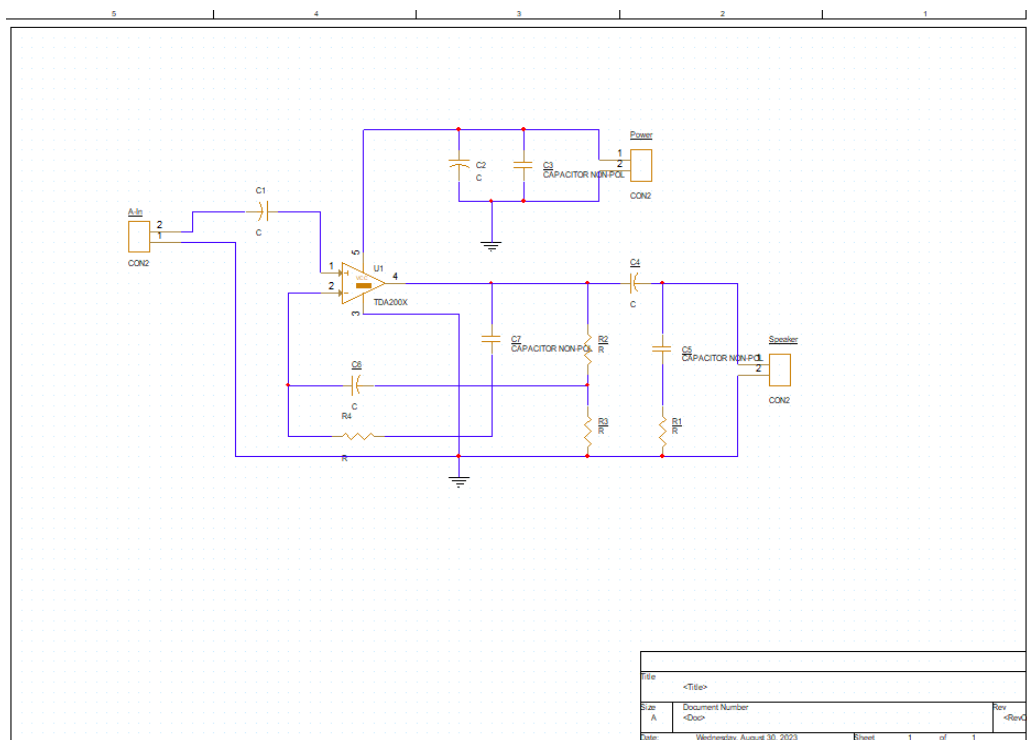 5 4 3 2 1
Power
1
2
CON2
C2
C
C3
CAPACITOR NON-POL
C1
C
A-In
2
1
CON2
5
1
2
U1
VCC
4
TDA200X
3
C4
C
C7
CAPACITOR NON-POL
R2
R
C5
CAPACITOR NON-POL
Speaker
1
2
CON2
C6
C
R4
R
R3
R
R1
R
Title
<Title>
Size
A
Document Number
<Doc>
Rev
Date:
Wednesday, August 30, 2023
Sheet 1 of 1